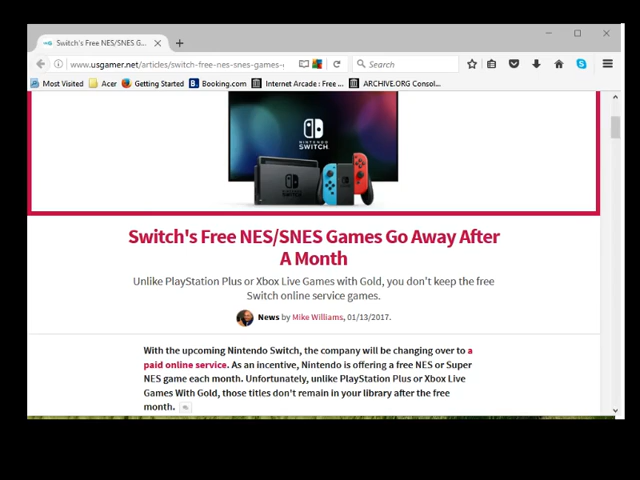 Switch's Free NES/SNES G...
www.usgamer.net/articles/switch-free-nes-snes-games-
Search
Most Visited Acer Getting Started Booking.com Internet Arcade : Free ... ARCHIVE.ORG Consol...
NINTENDO
SWITCH
Switch's Free NES/SNES Games Go Away After
A Month
Unlike PlayStation Plus or Xbox Live Games with Gold, you don't keep the free
Switch online service games.
News by Mike Williams, 01/13/2017.
With the upcoming Nintendo Switch, the company will be changing over to a
paid online service. As an incentive, Nintendo is offering a free NES or Super
NES game each month. Unfortunately, unlike PlayStation Plus or Xbox Live
Games With Gold, those titles don't remain in your library after the free
month.